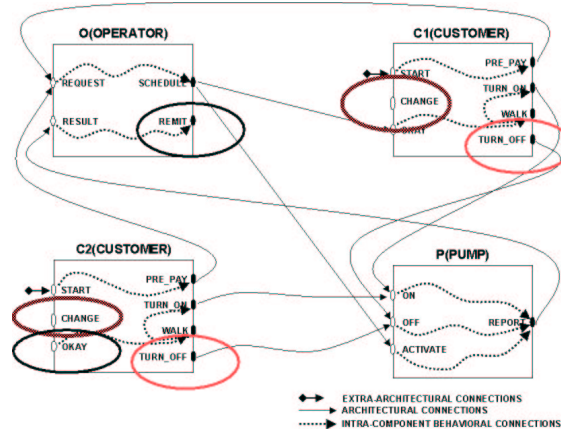 O(OPERATOR)
REQUEST
SCHEDULE
RESULT
REMIT
C1(CUSTOMER)
START
PRE_PAY
TURN_ON
CHANGE
WALK
OKAY
TURN_OFF
C2(CUSTOMER)
START
PRE_PAY
TURN_ON
CHANGE
WALK
OKAY
TURN_OFF
P(PUMP)
ON
OFF
REPORT
ACTIVATE
EXTRA-ARCHITECTURAL CONNECTIONS
ARCHITECTURAL CONNECTIONS
INTRA-COMPONENT BEHAVIORAL CONNECTIONS